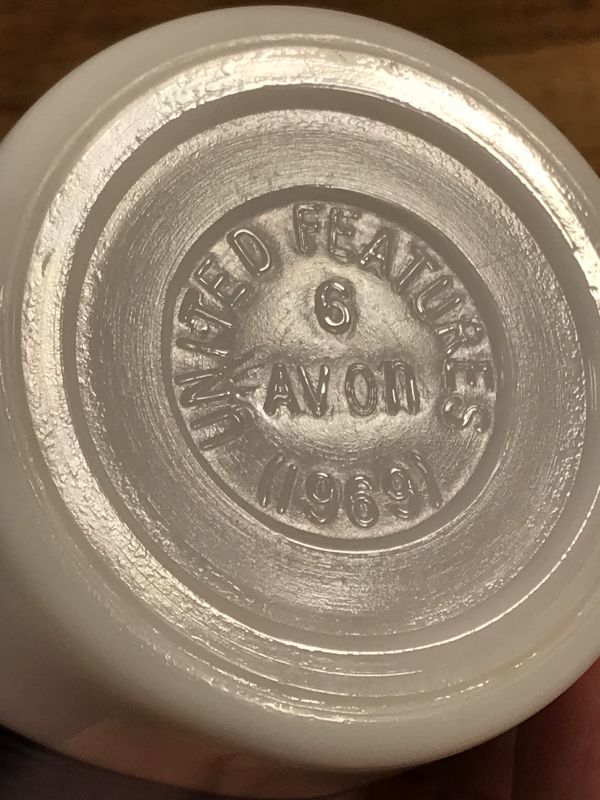 UNITED FEATURES
6
AVON
(1969)